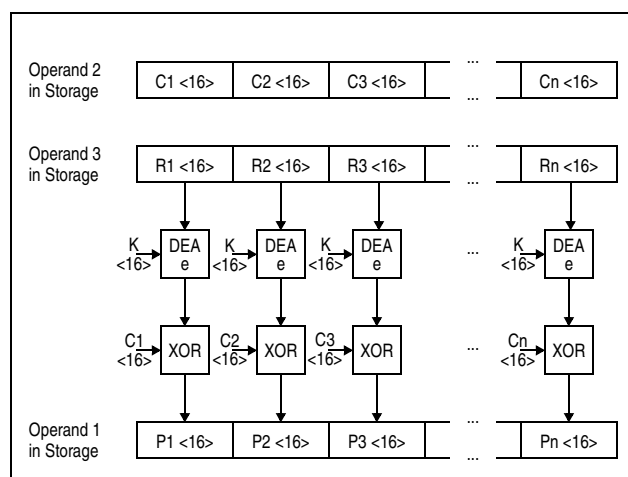 Operand 2
in Storage
C1 <16> C2 <16> C3 <16> ... ... Cn <16>
Operand 3
in Storage
R1 <16> R2 <16> R3 <16> ... ... Rn <16>
K <16> DEA e K <16> DEA e K <16> DEA e ... K <16> DEA e
C1 <16> XOR C2 <16> XOR C3 <16> XOR ... Cn <16> XOR
Operand 1
in Storage
P1 <16> P2 <16> P3 <16> ... ... Pn <16>